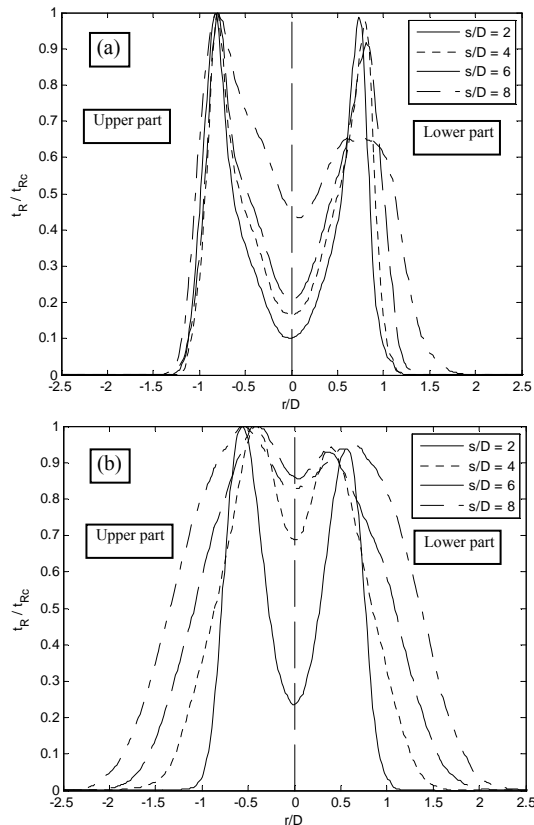 (a)
s/D = 2
s/D = 4
s/D = 6
s/D = 8
Upper part
Lower part
t_R / t_Rc
1
0.9
0.8
0.7
0.6
0.5
0.4
0.3
0.2
0.1
0
-2.5 -2 -1.5 -1 -0.5 0 0.5 1 1.5 2 2.5
r/D
(b)
s/D = 2
s/D = 4
s/D = 6
s/D = 8
Upper part
Lower part
t_R / t_Rc
1
0.9
0.8
0.7
0.6
0.5
0.4
0.3
0.2
0.1
0
-2.5 -2 -1.5 -1 -0.5 0 0.5 1 1.5 2 2.5
r/D